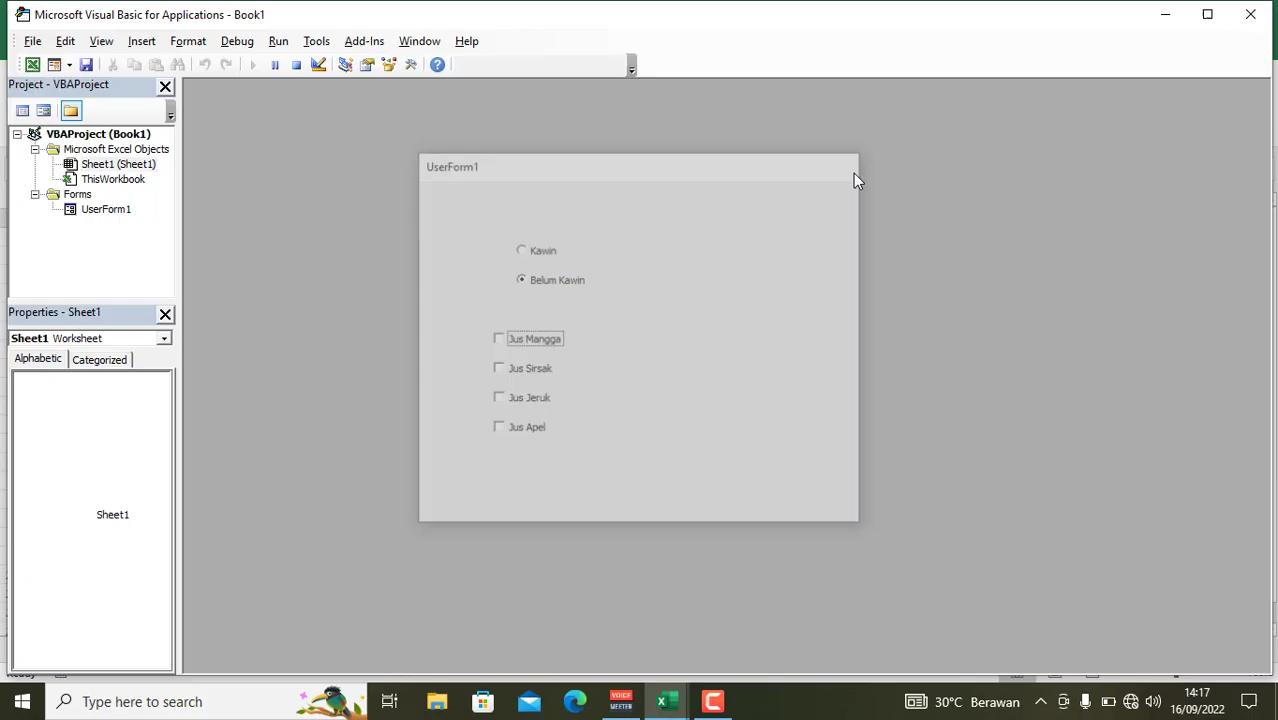 Microsoft Visual Basic for Applications - Book1
File Edit View Insert Format Debug Run Tools Add-Ins Window Help
Project - VBAProject
VBAProject (Book1)
Microsoft Excel Objects
Sheet1 (Sheet1)
ThisWorkbook
Forms
UserForm1
Properties - Sheet1
Sheet1 Worksheet
Alphabetic Categorized
Sheet1
UserForm1
Kawin
Belum Kawin
Jus Mangga
Jus Sirsak
Jus Jeruk
Jus Apel
Type here to search
VOICE
MEETER
30°C Berawan
14:17
16/09/2022